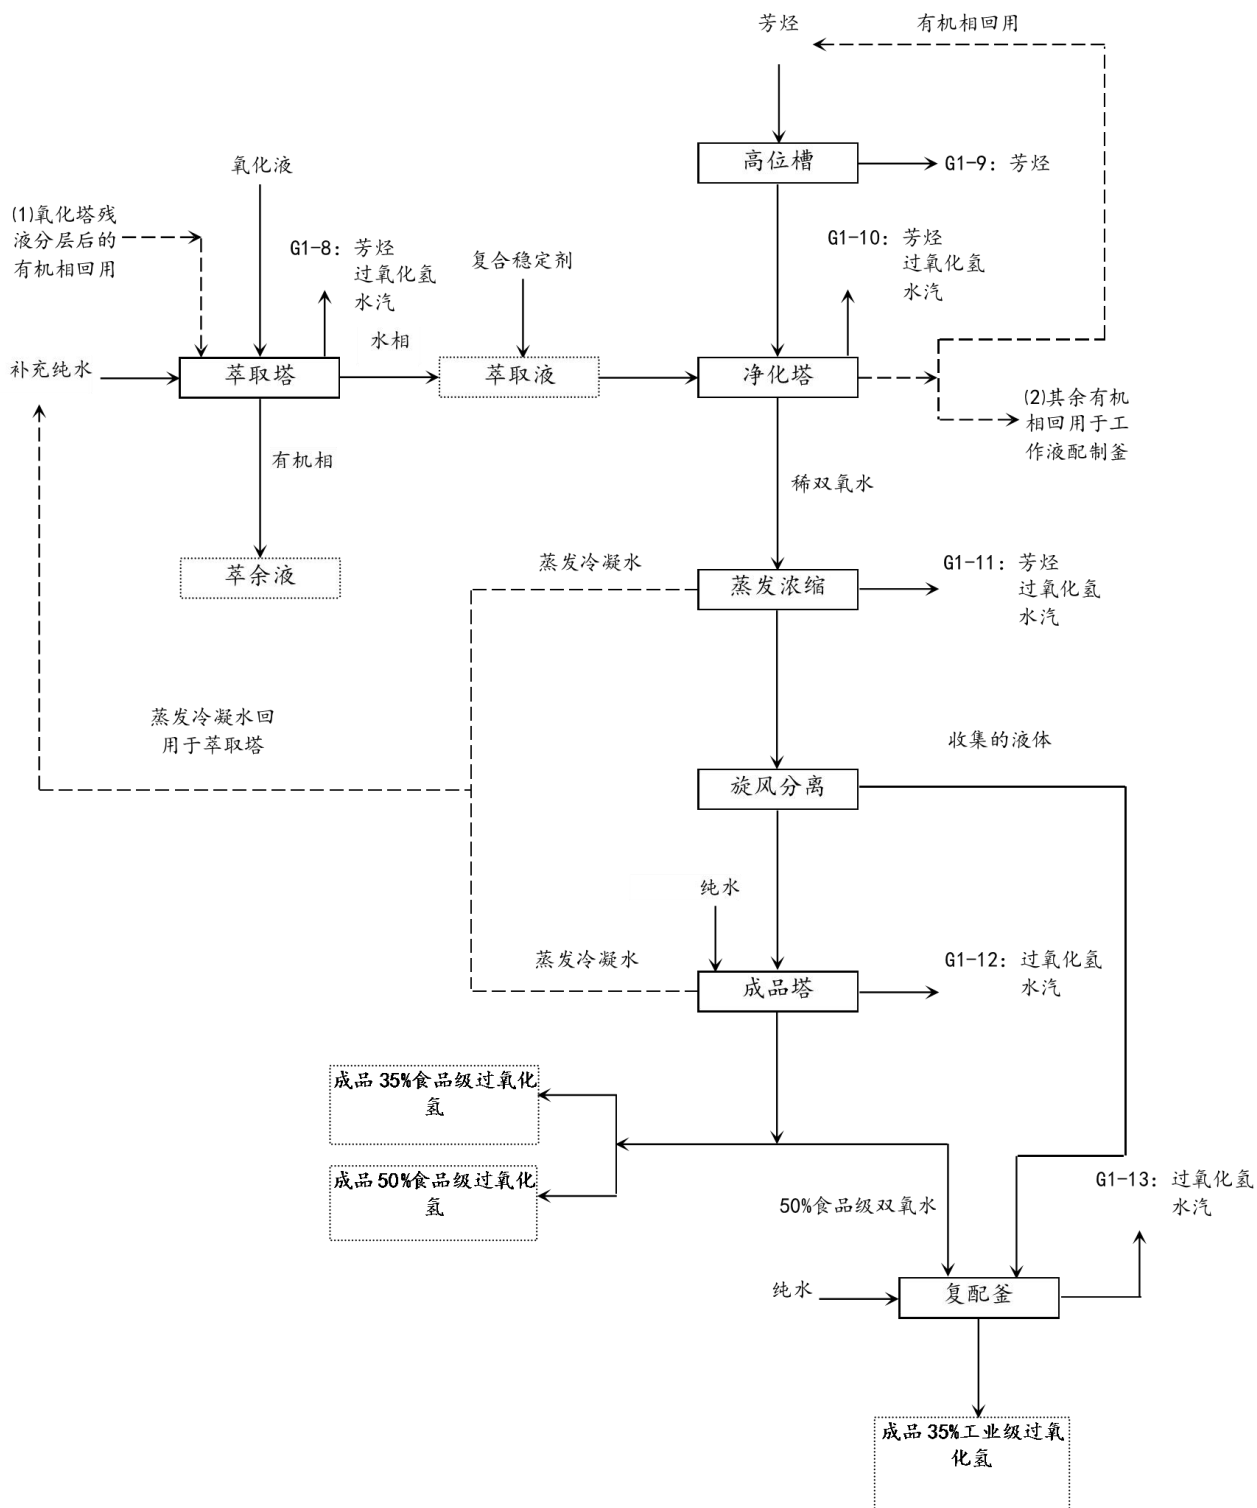 芳烃
有机相回用
高位槽
G1-9：芳烃
氧化液
(1)氧化塔残
液分层后的
有机相回用
G1-8：芳烃
过氧化氢
水汽
复合稳定剂
G1-10：芳烃
过氧化氢
水汽
水相
补充纯水
萃取塔
萃取液
净化塔
(2)其余有机
相回用于工
作液配制釜
有机相
稀双氧水
萃余液
蒸发冷凝水
蒸发浓缩
G1-11：芳烃
过氧化氢
水汽
蒸发冷凝水回
用于萃取塔
收集的液体
旋风分离
纯水
蒸发冷凝水
成品塔
G1-12：过氧化氢
水汽
成品35%食品级过氧化
氢
成品50%食品级过氧化
氢
50%食品级双氧水
G1-13：过氧化氢
水汽
纯水
复配釜
成品35%工业级过氧
化氢